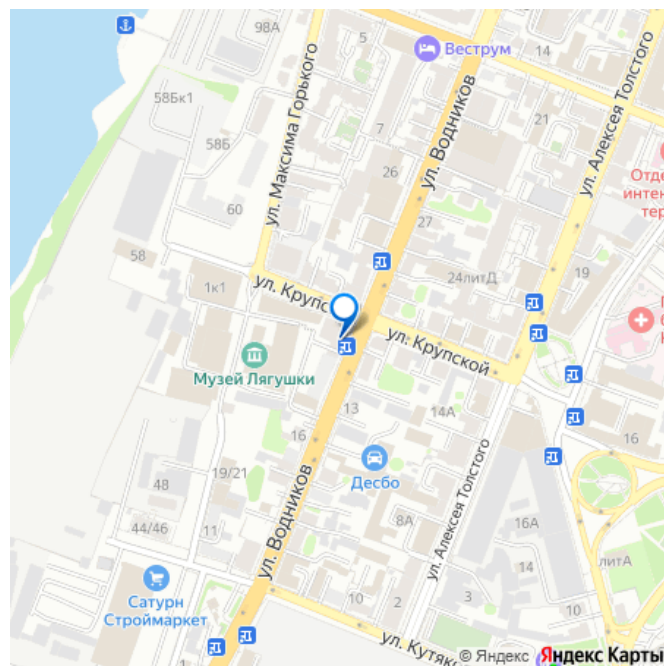 98А
Веструм
14
58Бк1
ул. Максима Горького
7
21
ул. Алексея Толстого
58Б
ул. Водников
26
Отде
интен
тер
60
27
58
24литД
19
1к1
ул. Крупс
ул. Крупской
Музей Лягушки
13
14А
16
16
Десбо
19/21
48
ул. Алексея Толстого
44/46
11
8А
16А
ул. Водников
литА
Сатурн
Строймаркет
3
10
2
10
ул. Кутяко
© Яндекс Яндекс Карты